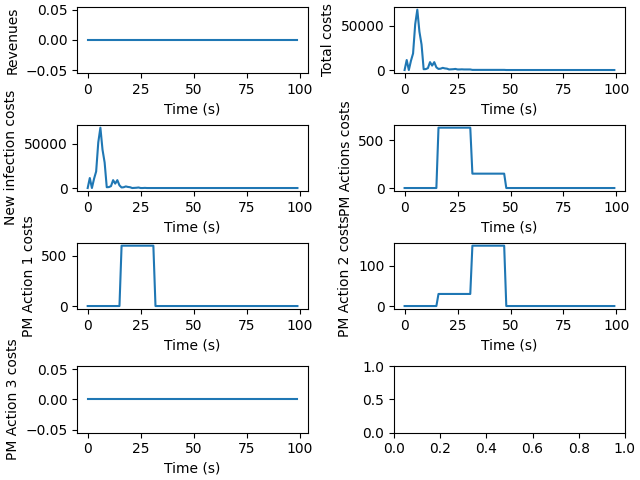 Revenues
0.05
0.00
−0.05
0 25 50 75 100
Time (s)
Total costs
50000
0
0 25 50 75 100
Time (s)
New infection costs
50000
0
0 25 50 75 100
Time (s)
PM Actions costs
500
0
0 25 50 75 100
Time (s)
PM Action 1 costs
500
0
0 25 50 75 100
Time (s)
PM Action 2 costs
100
0
0 25 50 75 100
Time (s)
PM Action 3 costs
0.05
0.00
−0.05
0 25 50 75 100
Time (s)
1.0
0.5
0.0
0.0 0.2 0.4 0.6 0.8 1.0